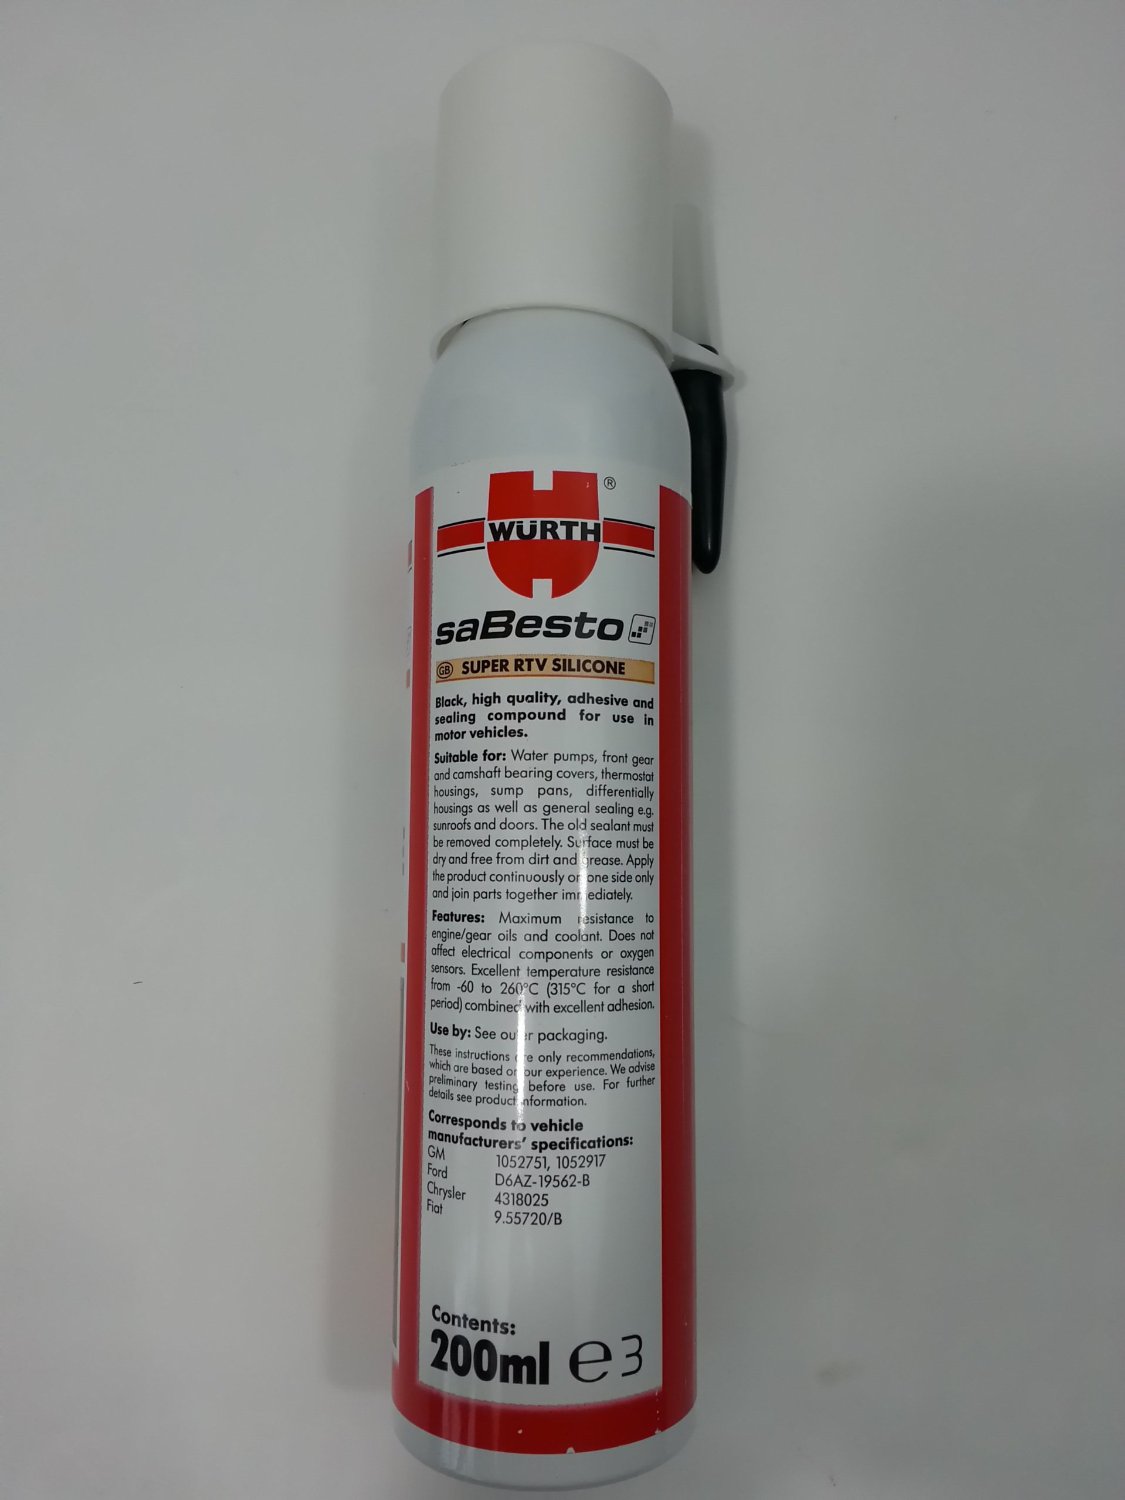 ®
WÜRTH
saBesto
GB SUPER RTV SILICONE
Black, high quality, adhesive and
sealing compound for use in
motor vehicles.
Suitable for: Water pumps, front gear
and camshaft bearing covers, thermostat
housings, sump pans, differentially
housings as well as general sealing e.g.
sunroofs and doors. The old sealant must
be removed completely. Surface must be
dry and free from dirt and grease. Apply
the product continuously on one side only
and join parts together immediately.
Features: Maximum resistance to
engine/gear oils and coolant. Does not
affect electrical components or oxygen
sensors. Excellent temperature resistance
from -60 to 260°C (315°C for a short
period) combined with excellent adhesion.
Use by: See outer packaging.
These instructions are only recommendations,
which are based on our experience. We advise
preliminary testing before use. For further
details see product information.
Corresponds to vehicle
manufacturers' specifications:
GM 1052751, 1052917
Ford D6AZ-19562-B
Chrysler 4318025
Fiat 9.55720/B
Contents:
200ml e 3